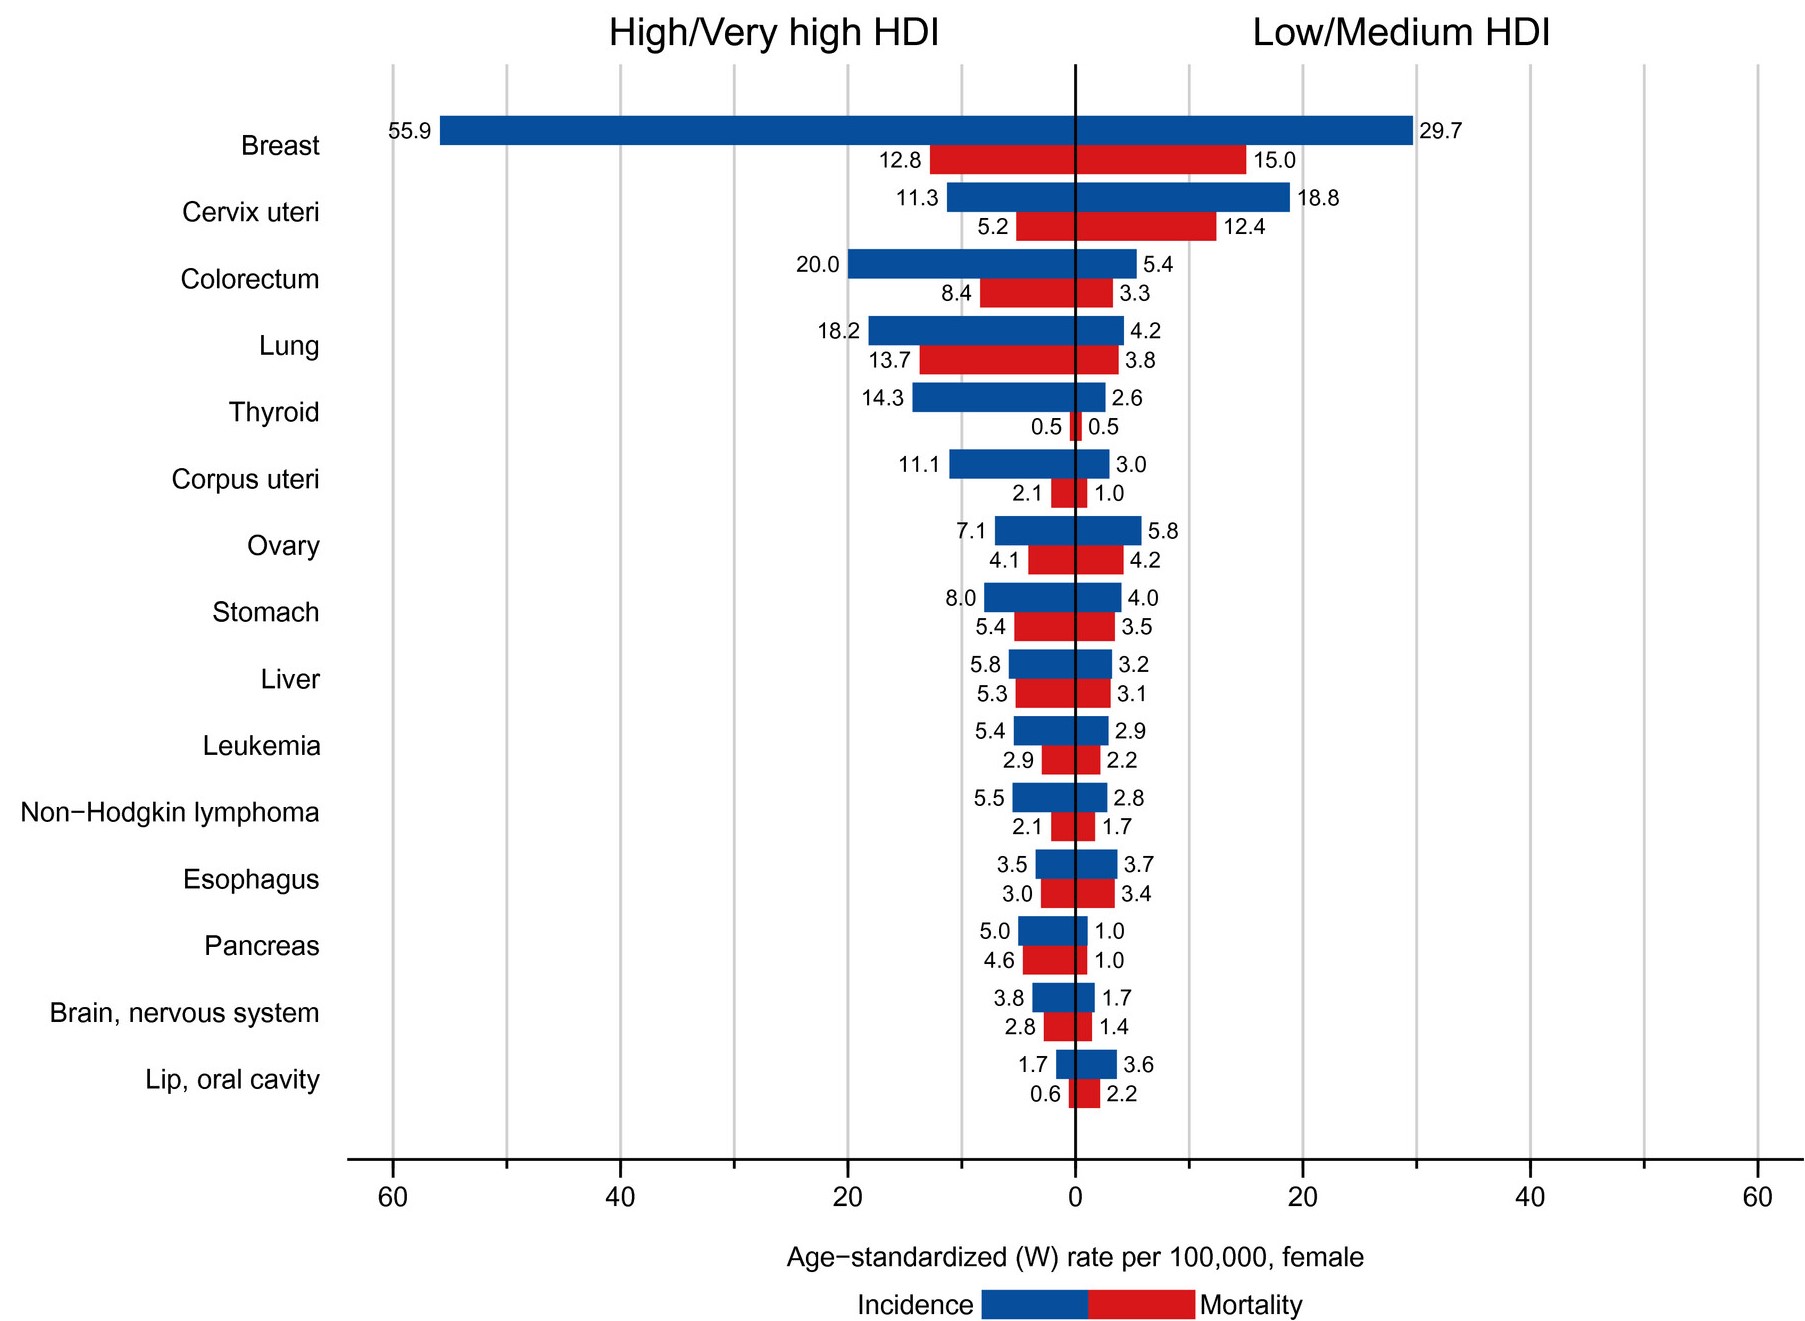 High/Very high HDI Low/Medium HDI
55.9 29.7
Breast
12.8 15.0
11.3 18.8
Cervix uteri
5.2 12.4
20.0 5.4
Colorectum
8.4 3.3
18.2 4.2
Lung
13.7 3.8
14.3 2.6
Thyroid
0.5 0.5
11.1 3.0
Corpus uteri
2.1 1.0
7.1 5.8
Ovary
4.1 4.2
8.0 4.0
Stomach
5.4 3.5
5.8 3.2
Liver
5.3 3.1
5.4 2.9
Leukemia
2.9 2.2
5.5 2.8
Non−Hodgkin lymphoma
2.1 1.7
3.5 3.7
Esophagus
3.0 3.4
5.0 1.0
Pancreas
4.6 1.0
3.8 1.7
Brain, nervous system
2.8 1.4
1.7 3.6
Lip, oral cavity
0.6 2.2
60 40 20 0 20 40 60
Age−standardized (W) rate per 100,000, female
Incidence Mortality